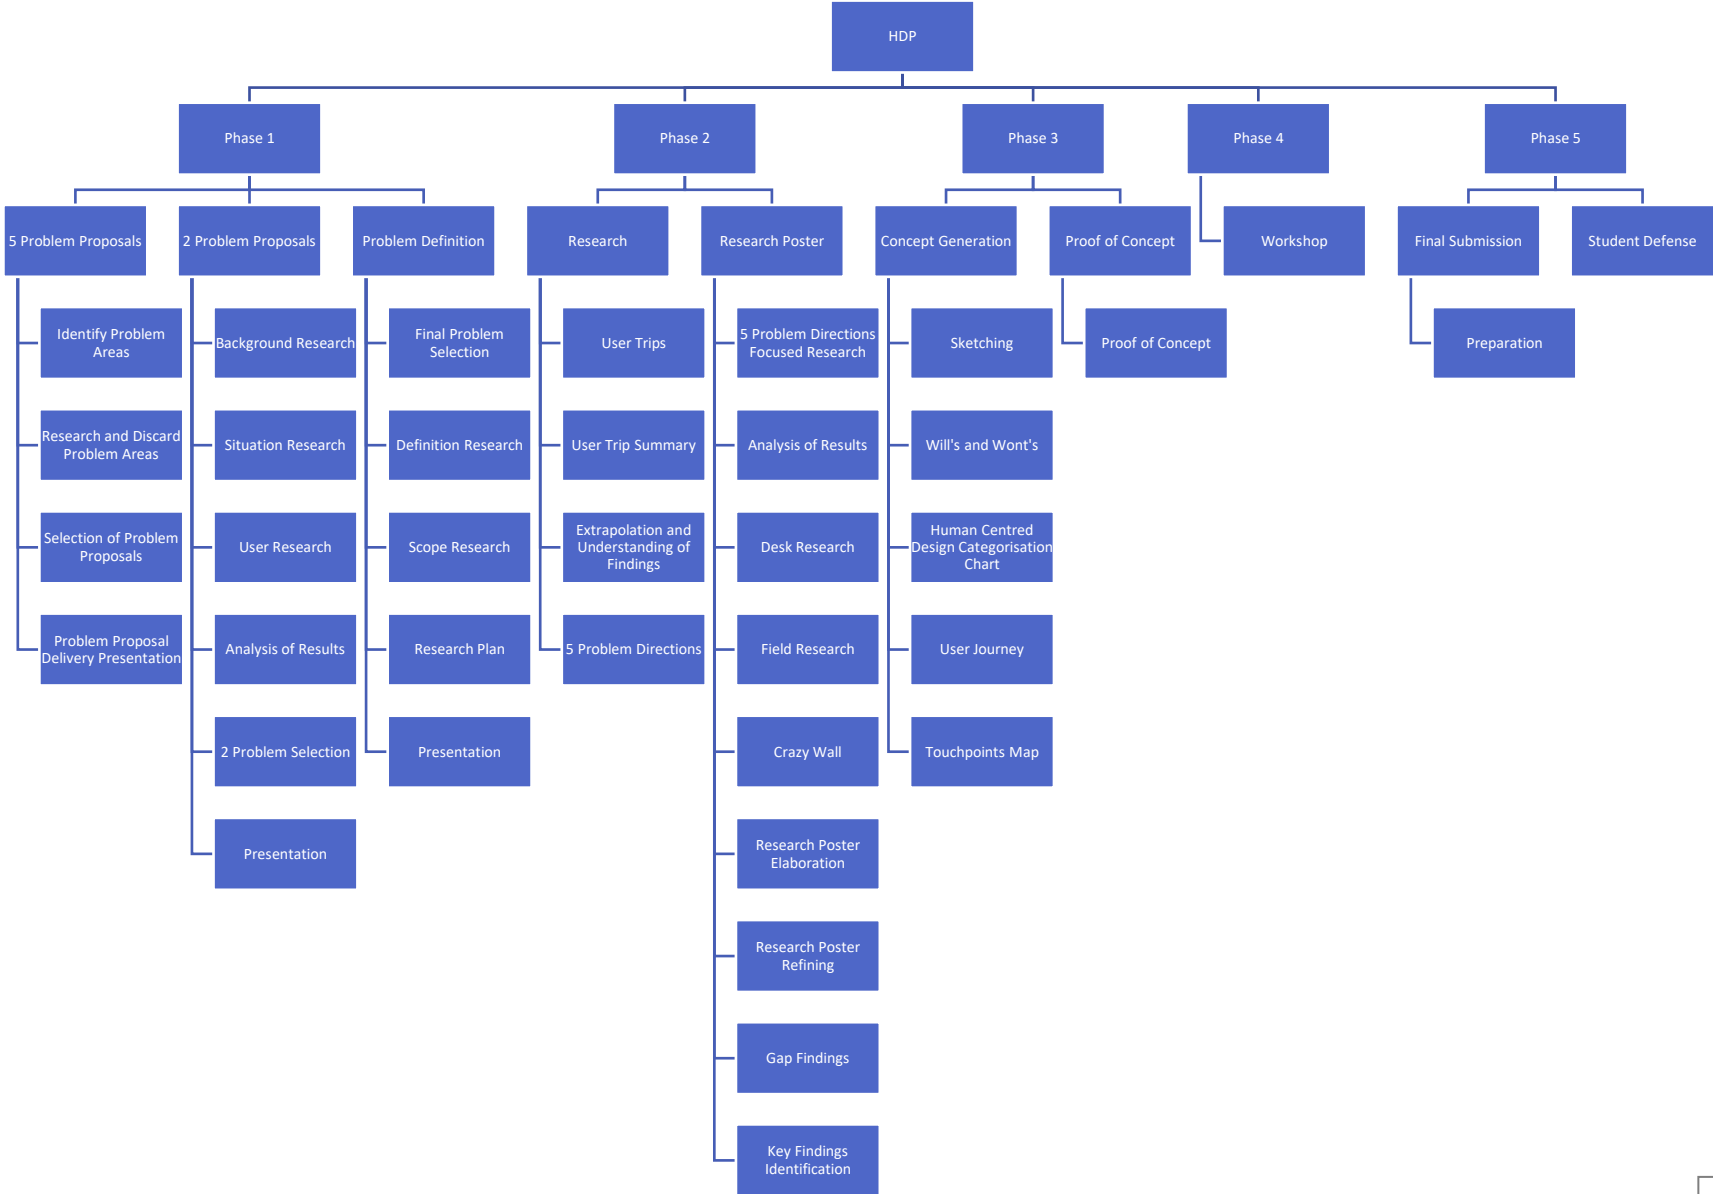 HDP
Phase 1
Phase 2
Phase 3
Phase 4
Phase 5
5 Problem Proposals
2 Problem Proposals
Problem Definition
Research
Research Poster
Concept Generation
Proof of Concept
Workshop
Final Submission
Student Defense
Identify Problem
Areas
Background Research
Final Problem
Selection
User Trips
5 Problem Directions
Focused Research
Sketching
Proof of Concept
Preparation
Research and Discard
Problem Areas
Situation Research
Definition Research
User Trip Summary
Analysis of Results
Will's and Wont's
Selection of Problem
Proposals
User Research
Scope Research
Extrapolation and
Understanding of
Findings
Desk Research
Human Centred
Design Categorisation
Chart
Problem Proposal
Delivery Presentation
Analysis of Results
Research Plan
5 Problem Directions
Field Research
User Journey
2 Problem Selection
Presentation
Crazy Wall
Touchpoints Map
Presentation
Research Poster
Elaboration
Research Poster
Refining
Gap Findings
Key Findings
Identification